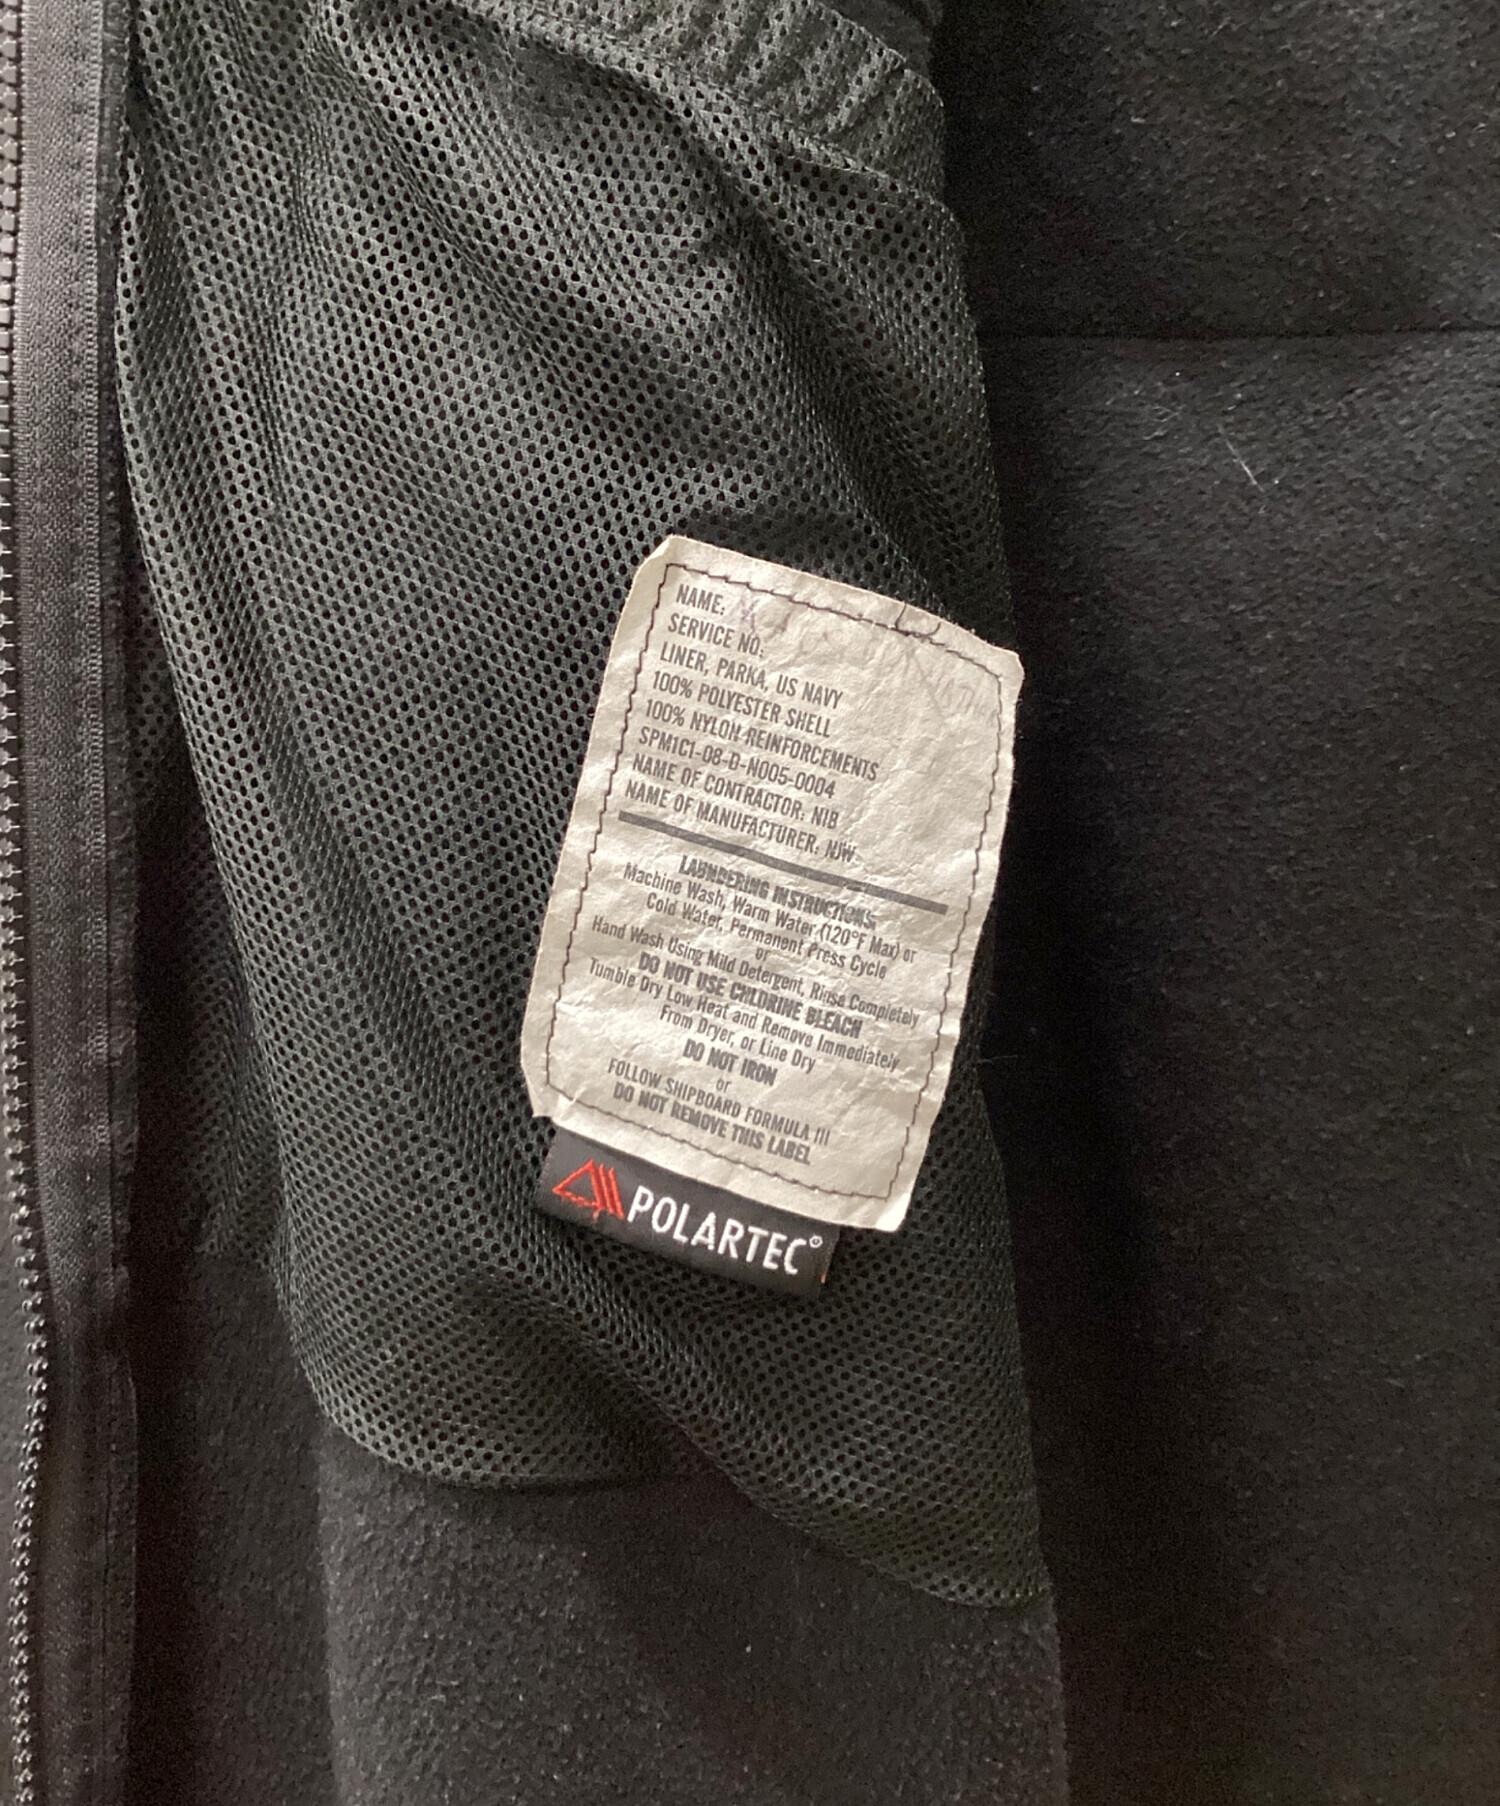 NAME:
SERVICE NO:
LINER, PARKA, US NAVY
100% POLYESTER SHELL
100% NYLON REINFORCEMENTS
SPM1C1-08-D-N005-0004
NAME OF CONTRACTOR: NIB
NAME OF MANUFACTURER: NJW
LAUNDERING INSTRUCTIONS:
Machine Wash, Warm Water (120°F Max) or
Cold Water, Permanent Press Cycle
or
Hand Wash Using Mild Detergent, Rinse Completely
DO NOT USE CHLORINE BLEACH
Tumble Dry Low Heat and Remove Immediately
From Dryer, or Line Dry
DO NOT IRON
or
FOLLOW SHIPBOARD FORMULA III
DO NOT REMOVE THIS LABEL
POLARTEC®